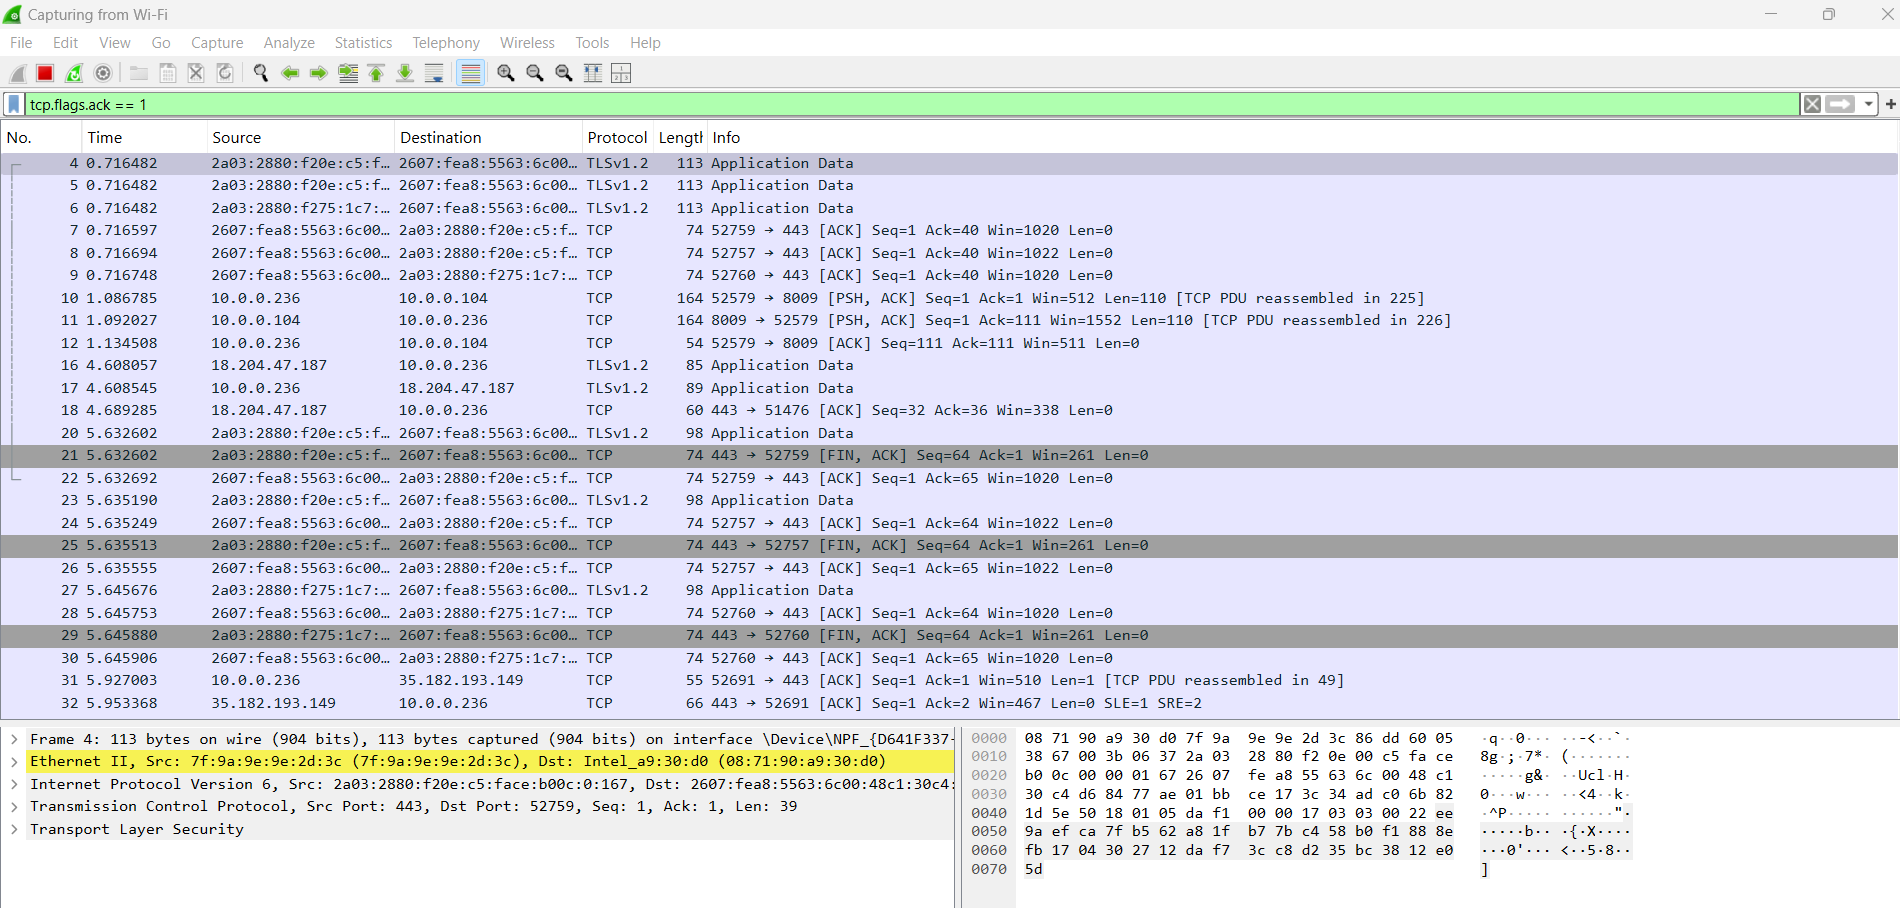 Capturing from Wi-Fi
File Edit View Go Capture Analyze Statistics Telephony Wireless Tools Help
tcp.flags.ack == 1
No. Time Source Destination Protocol Length Info
4 0.716482 2a03:2880:f20e:c5:f… 2607:fea8:5563:6c00… TLSv1.2 113 Application Data
5 0.716482 2a03:2880:f20e:c5:f… 2607:fea8:5563:6c00… TLSv1.2 113 Application Data
6 0.716482 2a03:2880:f275:1c7:… 2607:fea8:5563:6c00… TLSv1.2 113 Application Data
7 0.716597 2607:fea8:5563:6c00… 2a03:2880:f20e:c5:f… TCP 74 52759 → 443 [ACK] Seq=1 Ack=40 Win=1020 Len=0
8 0.716694 2607:fea8:5563:6c00… 2a03:2880:f20e:c5:f… TCP 74 52757 → 443 [ACK] Seq=1 Ack=40 Win=1022 Len=0
9 0.716748 2607:fea8:5563:6c00… 2a03:2880:f275:1c7:… TCP 74 52760 → 443 [ACK] Seq=1 Ack=40 Win=1020 Len=0
10 1.086785 10.0.0.236 10.0.0.104 TCP 164 52579 → 8009 [PSH, ACK] Seq=1 Ack=1 Win=512 Len=110 [TCP PDU reassembled in 225]
11 1.092027 10.0.0.104 10.0.0.236 TCP 164 8009 → 52579 [PSH, ACK] Seq=1 Ack=111 Win=1552 Len=110 [TCP PDU reassembled in 226]
12 1.134508 10.0.0.236 10.0.0.104 TCP 54 52579 → 8009 [ACK] Seq=111 Ack=111 Win=511 Len=0
16 4.608057 18.204.47.187 10.0.0.236 TLSv1.2 85 Application Data
17 4.608545 10.0.0.236 18.204.47.187 TLSv1.2 89 Application Data
18 4.689285 18.204.47.187 10.0.0.236 TCP 60 443 → 51476 [ACK] Seq=32 Ack=36 Win=338 Len=0
20 5.632602 2a03:2880:f20e:c5:f… 2607:fea8:5563:6c00… TLSv1.2 98 Application Data
21 5.632602 2a03:2880:f20e:c5:f… 2607:fea8:5563:6c00… TCP 74 443 → 52759 [FIN, ACK] Seq=64 Ack=1 Win=261 Len=0
22 5.632692 2607:fea8:5563:6c00… 2a03:2880:f20e:c5:f… TCP 74 52759 → 443 [ACK] Seq=1 Ack=65 Win=1020 Len=0
23 5.635190 2a03:2880:f20e:c5:f… 2607:fea8:5563:6c00… TLSv1.2 98 Application Data
24 5.635249 2607:fea8:5563:6c00… 2a03:2880:f20e:c5:f… TCP 74 52757 → 443 [ACK] Seq=1 Ack=64 Win=1022 Len=0
25 5.635513 2a03:2880:f20e:c5:f… 2607:fea8:5563:6c00… TCP 74 443 → 52757 [FIN, ACK] Seq=64 Ack=1 Win=261 Len=0
26 5.635555 2607:fea8:5563:6c00… 2a03:2880:f20e:c5:f… TCP 74 52757 → 443 [ACK] Seq=1 Ack=65 Win=1022 Len=0
27 5.645676 2a03:2880:f275:1c7:… 2607:fea8:5563:6c00… TLSv1.2 98 Application Data
28 5.645753 2607:fea8:5563:6c00… 2a03:2880:f275:1c7:… TCP 74 52760 → 443 [ACK] Seq=1 Ack=64 Win=1020 Len=0
29 5.645880 2a03:2880:f275:1c7:… 2607:fea8:5563:6c00… TCP 74 443 → 52760 [FIN, ACK] Seq=64 Ack=1 Win=261 Len=0
30 5.645906 2607:fea8:5563:6c00… 2a03:2880:f275:1c7:… TCP 74 52760 → 443 [ACK] Seq=1 Ack=65 Win=1020 Len=0
31 5.927003 10.0.0.236 35.182.193.149 TCP 55 52691 → 443 [ACK] Seq=1 Ack=1 Win=510 Len=1 [TCP PDU reassembled in 49]
32 5.953368 35.182.193.149 10.0.0.236 TCP 66 443 → 52691 [ACK] Seq=1 Ack=2 Win=467 Len=0 SLE=1 SRE=2
Frame 4: 113 bytes on wire (904 bits), 113 bytes captured (904 bits) on interface \Device\NPF_{D641F337-
Ethernet II, Src: 7f:9a:9e:9e:2d:3c (7f:9a:9e:9e:2d:3c), Dst: Intel_a9:30:d0 (08:71:90:a9:30:d0)
Internet Protocol Version 6, Src: 2a03:2880:f20e:c5:face:b00c:0:167, Dst: 2607:fea8:5563:6c00:48c1:30c4:
Transmission Control Protocol, Src Port: 443, Dst Port: 52759, Seq: 1, Ack: 1, Len: 39
Transport Layer Security
0000 08 71 90 a9 30 d0 7f 9a 9e 9e 2d 3c 86 dd 60 05 ·q··0··· ··-<··`·
0010 38 67 00 3b 06 37 2a 03 28 80 f2 0e 00 c5 fa ce 8g·;·7*· (·······
0020 b0 0c 00 00 01 67 26 07 fe a8 55 63 6c 00 48 c1 ·····g&· ··Ucl·H·
0030 30 c4 d6 84 77 ae 01 bb ce 17 3c 34 ad c0 6b 82 0···w··· ··<4··k·
0040 1d 5e 50 18 01 05 da f1 00 00 17 03 03 00 22 ee ·^P····· ······"·
0050 9a ef ca 7f b5 62 a8 1f b7 7b c4 58 b0 f1 88 8e ·····b·· ·{·X····
0060 fb 17 04 30 27 12 da f7 3c c8 d2 35 bc 38 12 e0 ···0'··· <··5·8··
0070 5d ]